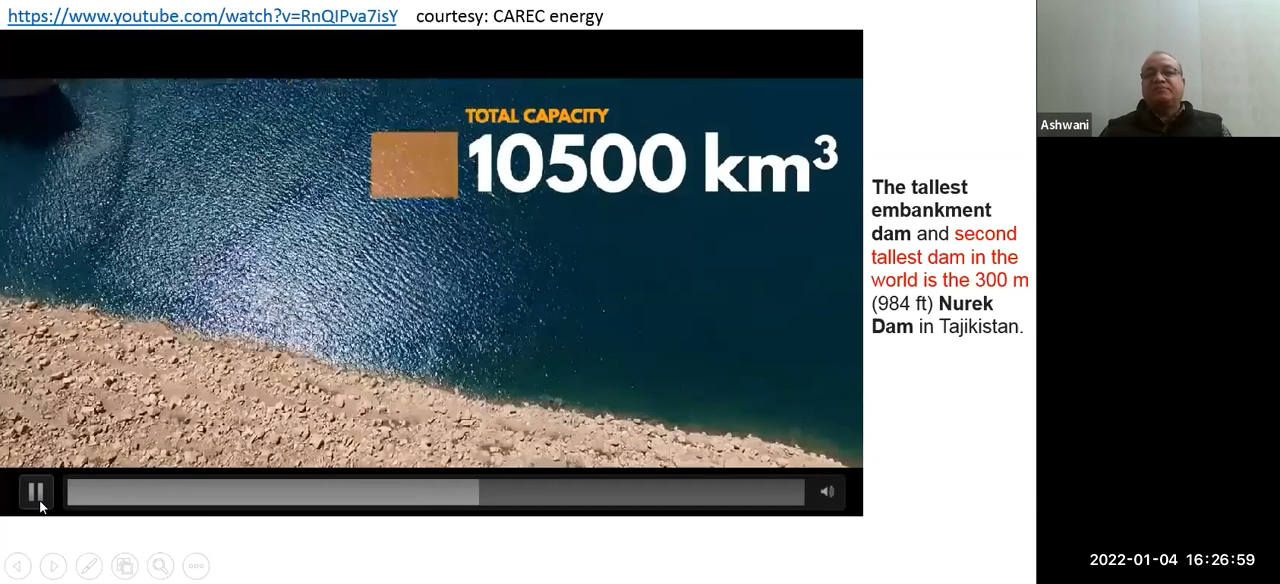 https://www.youtube.com/watch?v=RnQIPva7isY courtesy: CAREC energy
TOTAL CAPACITY
10500 km³
The tallest
embankment
dam and second
tallest dam in the
world is the 300 m
(984 ft) Nurek
Dam in Tajikistan.
Ashwani
2022-01-04 16:26:59